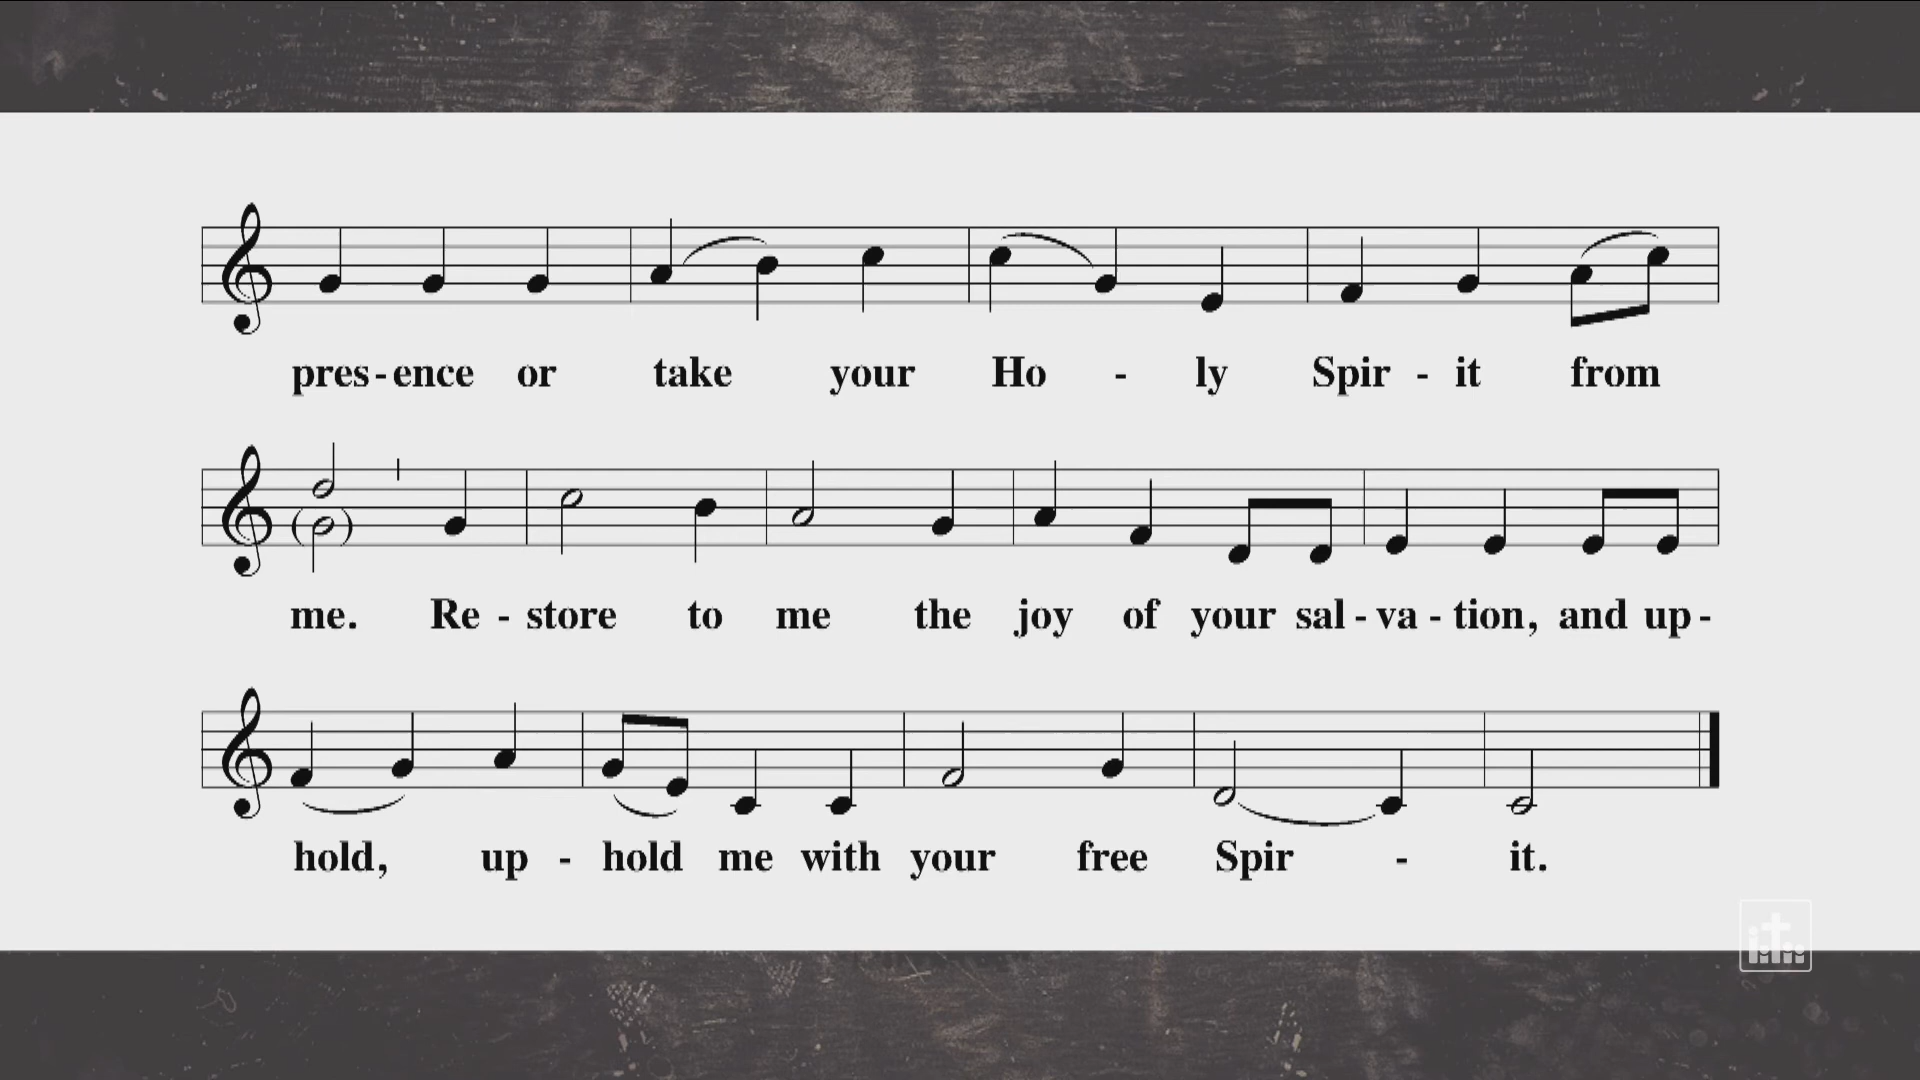 pres - ence or take your Ho - ly Spir - it from
me. Re - store to me the joy of your sal - va - tion, and up -
hold, up - hold me with your free Spir - it.